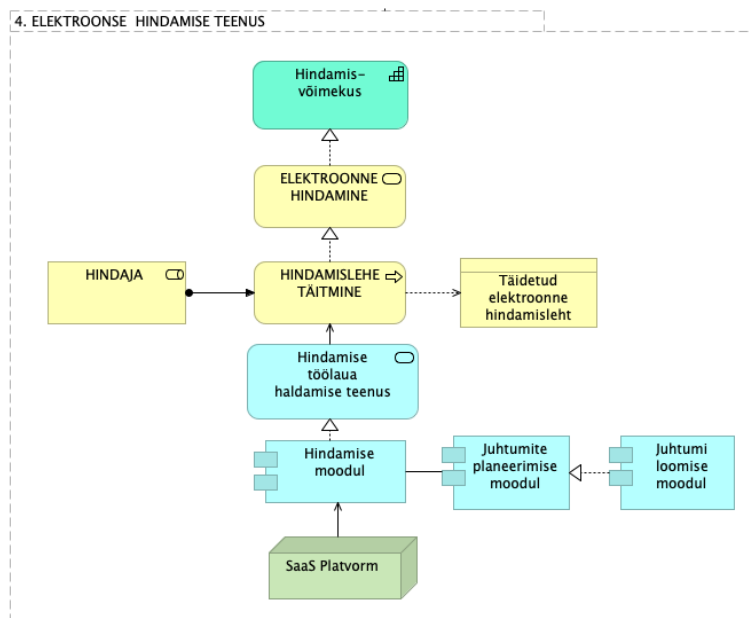 4. ELEKTROONSE HINDAMISE TEENUS
Hindamis-
võimekus
ELEKTROONNE
HINDAMINE
HINDAJA
HINDAMISLEHE
TÄITMINE
Täidetud
elektroonne
hindamisleht
Hindamise
töölaua
haldamise teenus
Hindamise
moodul
Juhtumite
planeerimise
moodul
Juhtumi
loomise
moodul
SaaS Platvorm